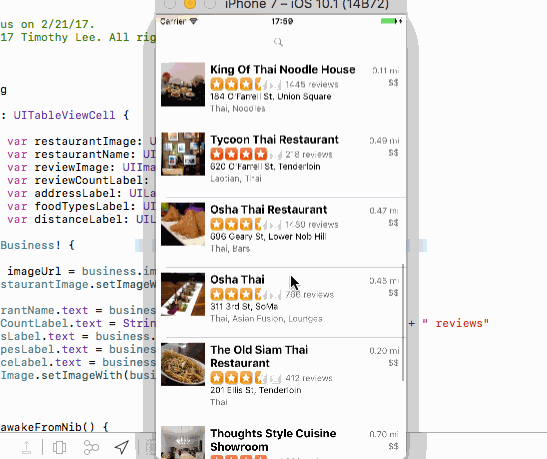 iPhone 7 – iOS 10.1 (14B72)
Carrier 17:59
us on 2/21/17.
17 Timothy Lee. All rig
g
: UITableViewCell {
var restaurantImage: U
var restaurantName: UI
var reviewImage: UIIma
var reviewCountLabel:
var addressLabel: UILa
var foodTypesLabel: UI
var distanceLabel: UIL
Business! {
imageUrl = business.im
staurantImage.setImageW
rantName.text = busines
CountLabel.text = Strin
+ " reviews"
sLabel.text = business.
pesLabel.text = busines
ceLabel.text = business
Image.setImageWith(busi
awakeFromNib() {
King Of Thai Noodle House 0.11 mi
1445 reviews $$
184 O'Farrell St, Union Square
Thai, Noodles
Tycoon Thai Restaurant 0.49 mi
218 reviews $$
620 O'Farrell St, Tenderloin
Laotian, Thai
Osha Thai Restaurant 0.47 mi
1480 reviews $$
696 Geary St, Lower Nob Hill
Thai, Bars
Osha Thai 0.43 mi
766 reviews $$
311 3rd St, SoMa
Thai, Asian Fusion, Lounges
The Old Siam Thai 0.20 mi
Restaurant $$
412 reviews
201 Ellis St, Tenderloin
Thai
Thoughts Style Cuisine 0.70 mi
Showroom $$